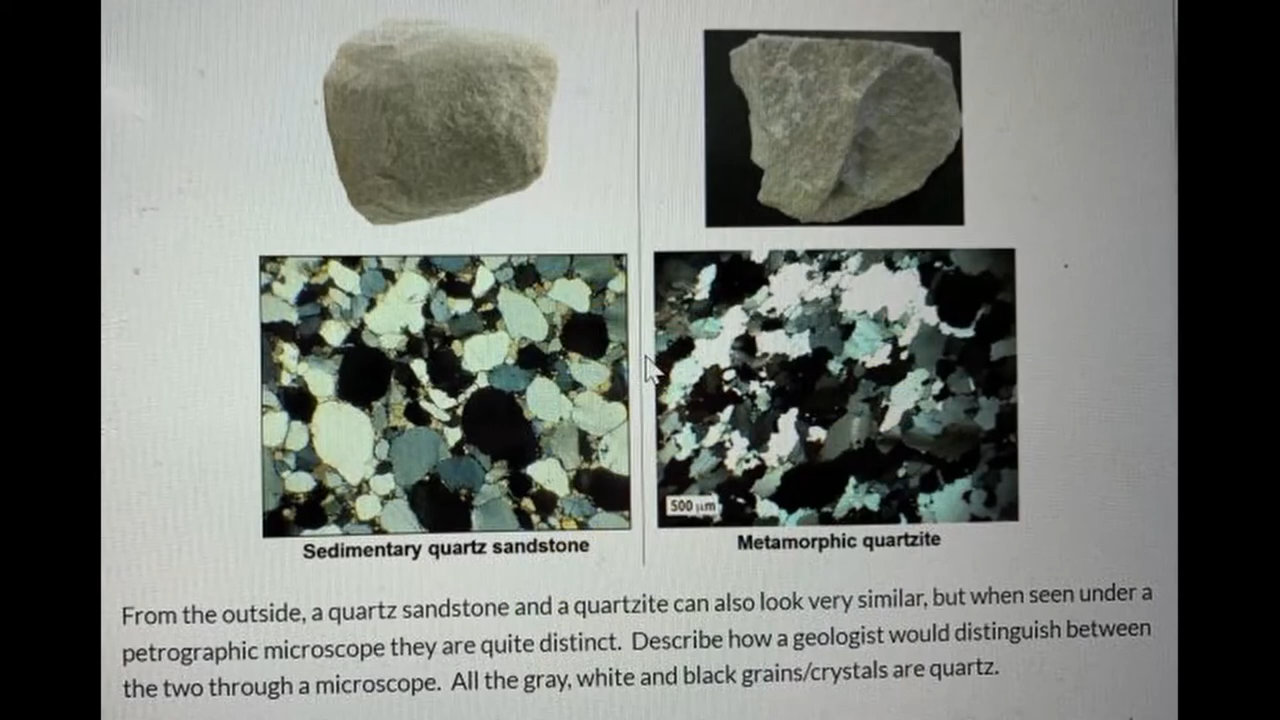 500 µm
Sedimentary quartz sandstone
Metamorphic quartzite
From the outside, a quartz sandstone and a quartzite can also look very similar, but when seen under a
petrographic microscope they are quite distinct. Describe how a geologist would distinguish between
the two through a microscope. All the gray, white and black grains/crystals are quartz.